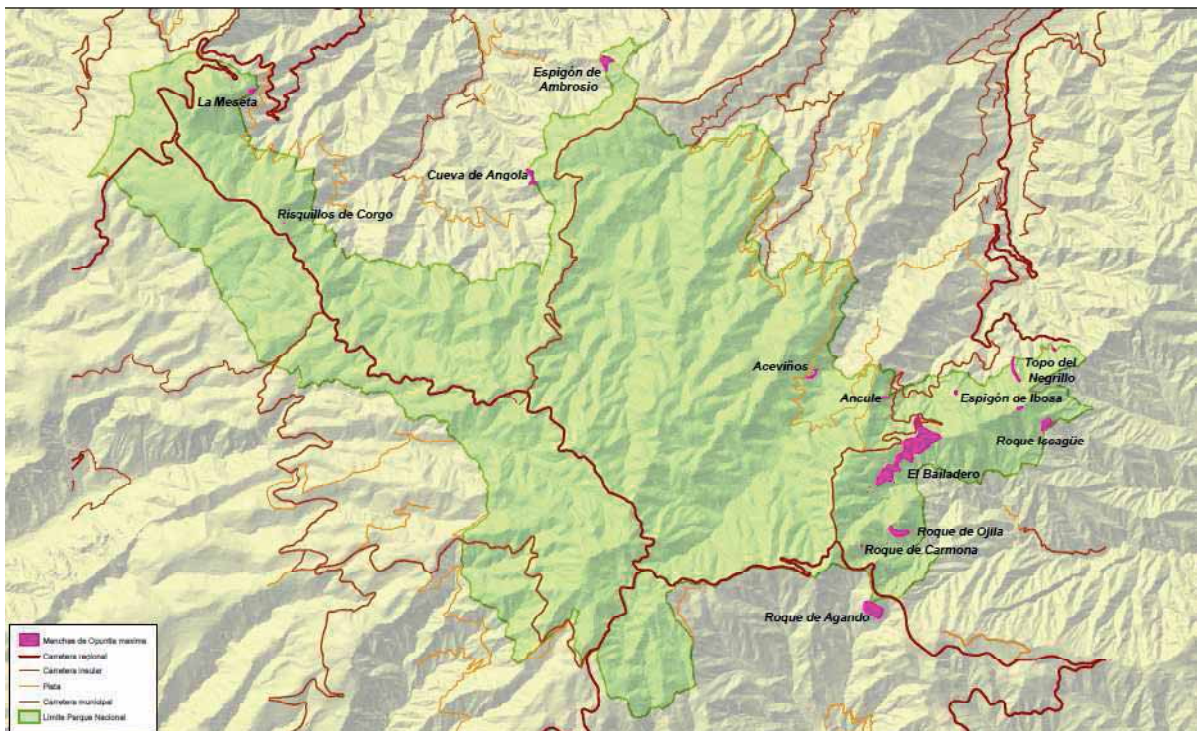 Espigón de
Ambrosio
La Meseta
Cueva de Angola
Risquillos de Corgo
Aceviños
Topo del
Negrillo
Ancule
Espigón de Ibosa
Roque Iscagüe
El Bailadero
Roque de Ojila
Roque de Carmona
Roque de Agando
Manchas de Opuntia maxima
Carretera regional
Carretera insular
Pista
Carretera municipal
Límite Parque Nacional